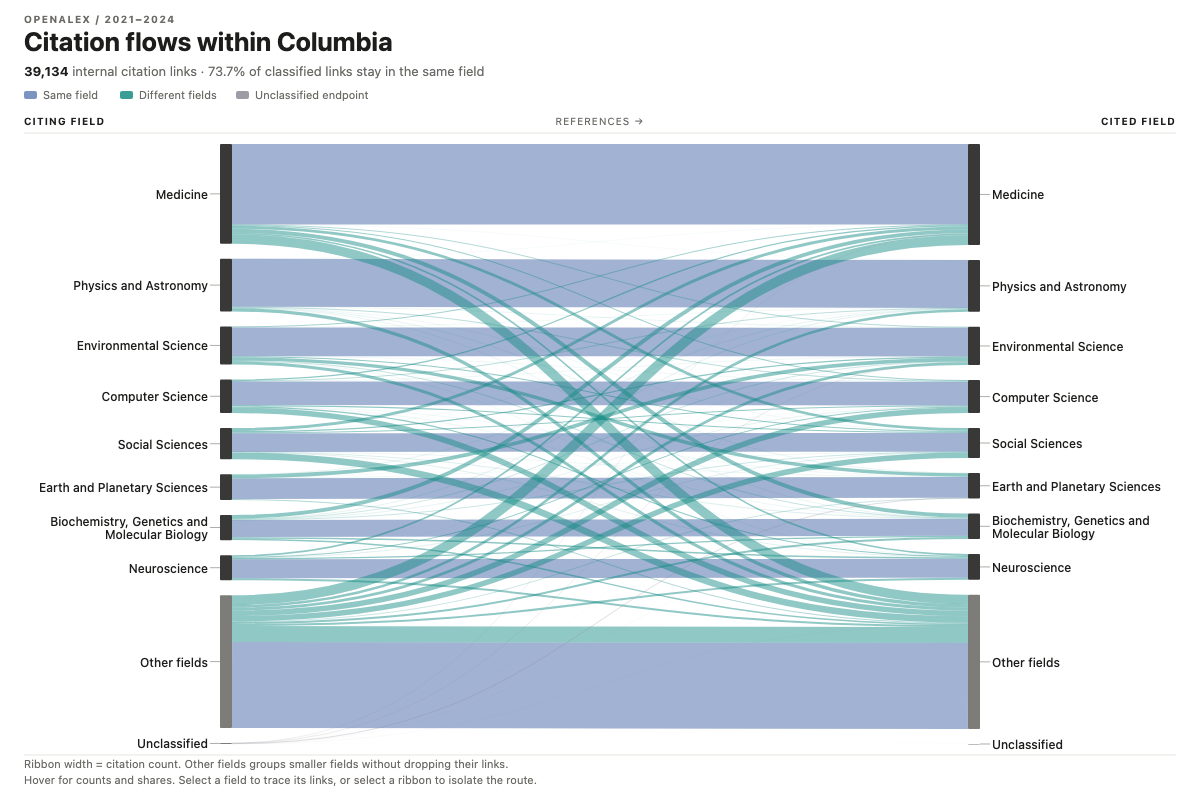 OPENALEX / 2021–2024
Citation flows within Columbia
39,134 internal citation links · 73.7% of classified links stay in the same field
Same field
Different fields
Unclassified endpoint
CITING FIELD
REFERENCES →
CITED FIELD
Medicine
Medicine
Physics and Astronomy
Physics and Astronomy
Environmental Science
Environmental Science
Computer Science
Computer Science
Social Sciences
Social Sciences
Earth and Planetary Sciences
Earth and Planetary Sciences
Biochemistry, Genetics and
Molecular Biology
Biochemistry, Genetics and
Molecular Biology
Neuroscience
Neuroscience
Other fields
Other fields
Unclassified
Unclassified
Ribbon width = citation count. Other fields groups smaller fields without dropping their links.
Hover for counts and shares. Select a field to trace its links, or select a ribbon to isolate the route.